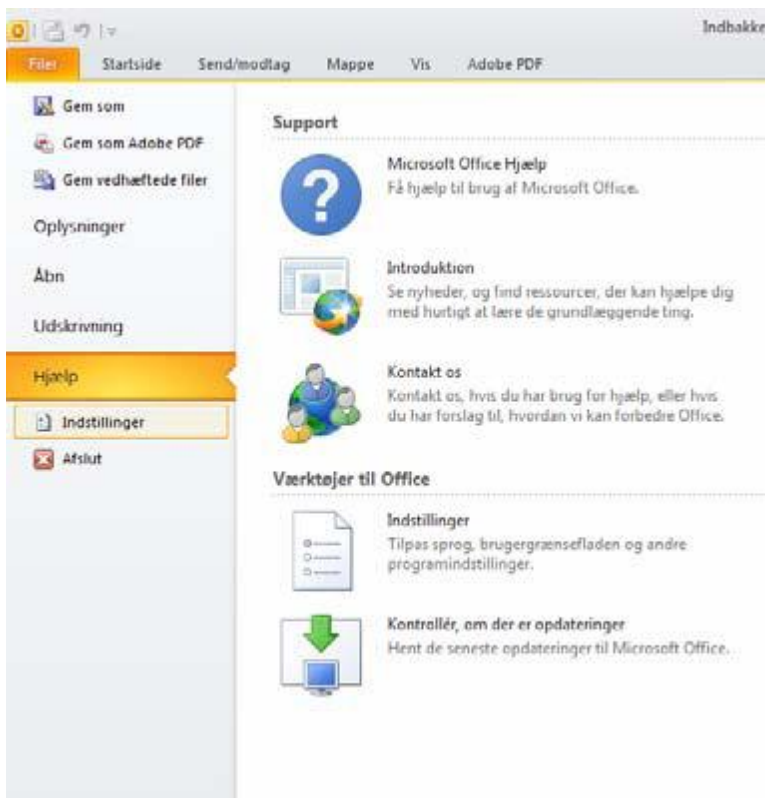 Indbakke
Filer Startside Send/modtag Mappe Vis Adobe PDF
Gem som
Gem som Adobe PDF
Gem vedhæftede filer
Oplysninger
Åbn
Udskrivning
Hjælp
Indstillinger
Afslut
Support
Microsoft Office Hjælp
Få hjælp til brug af Microsoft Office.
Introduktion
Se nyheder, og find ressourcer, der kan hjælpe dig
med hurtigt at lære de grundlæggende ting.
Kontakt os
Kontakt os, hvis du har brug for hjælp, eller hvis
du har forslag til, hvordan vi kan forbedre Office.
Værktøjer til Office
Indstillinger
Tilpas sprog, brugergrænsefladen og andre
programindstillinger.
Kontrollér, om der er opdateringer
Hent de seneste opdateringer til Microsoft Office.